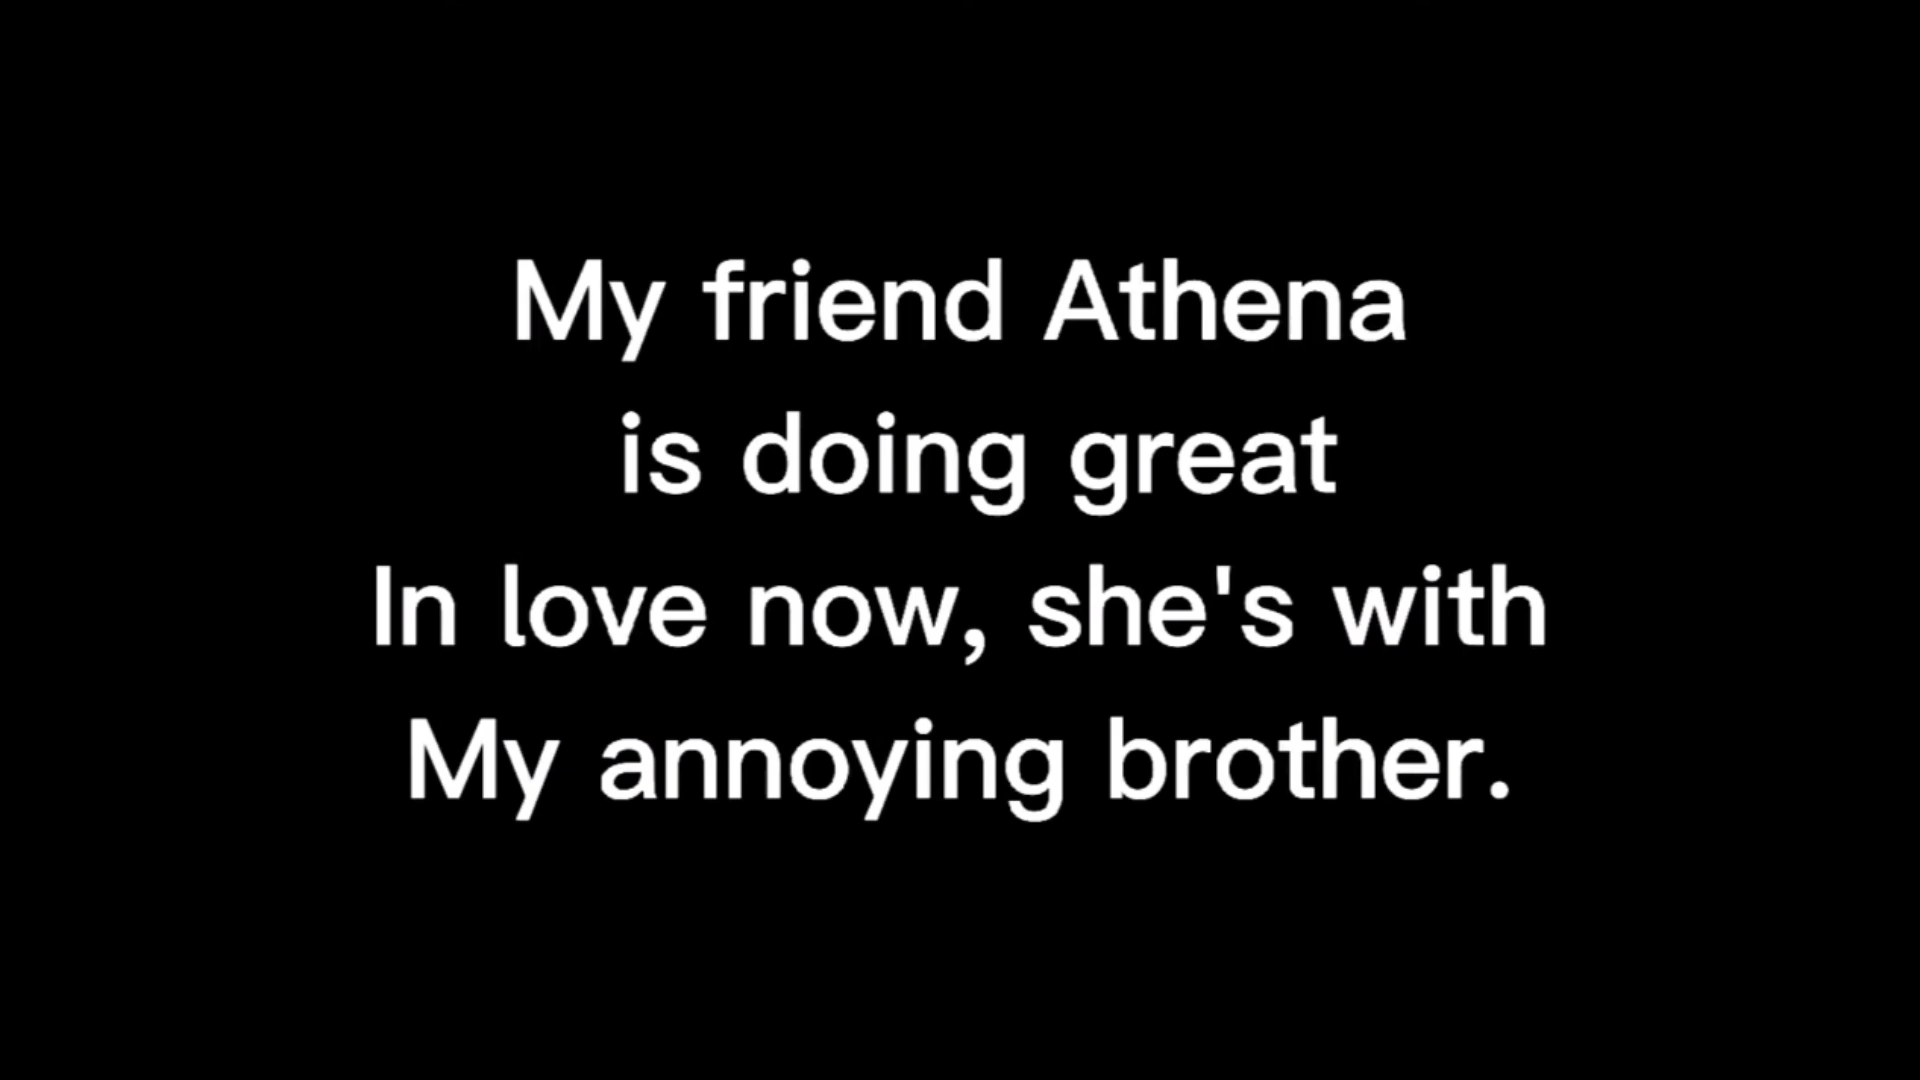 My friend Athena
is doing great
In love now, she's with
My annoying brother.